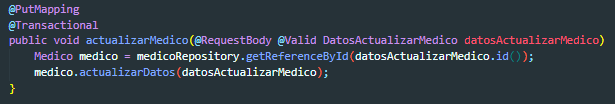 @PutMapping
@Transactional
public void actualizarMedico(@RequestBody @Valid DatosActualizarMedico datosActualizarMedico)
Medico medico = medicoRepository.getReferenceById(datosActualizarMedico.id());
medico.actualizarDatos(datosActualizarMedico);
}